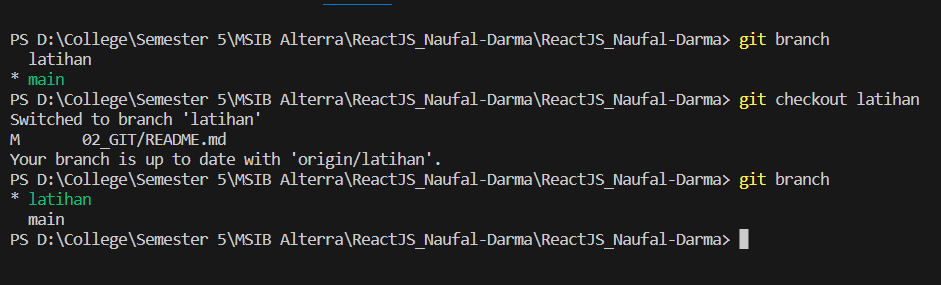 PS D:\College\Semester 5\MSIB Alterra\ReactJS_Naufal-Darma\ReactJS_Naufal-Darma> git branch
  latihan
* main
PS D:\College\Semester 5\MSIB Alterra\ReactJS_Naufal-Darma\ReactJS_Naufal-Darma> git checkout latihan
Switched to branch 'latihan'
M       02_GIT/README.md
Your branch is up to date with 'origin/latihan'.
PS D:\College\Semester 5\MSIB Alterra\ReactJS_Naufal-Darma\ReactJS_Naufal-Darma> git branch
* latihan
  main
PS D:\College\Semester 5\MSIB Alterra\ReactJS_Naufal-Darma\ReactJS_Naufal-Darma>